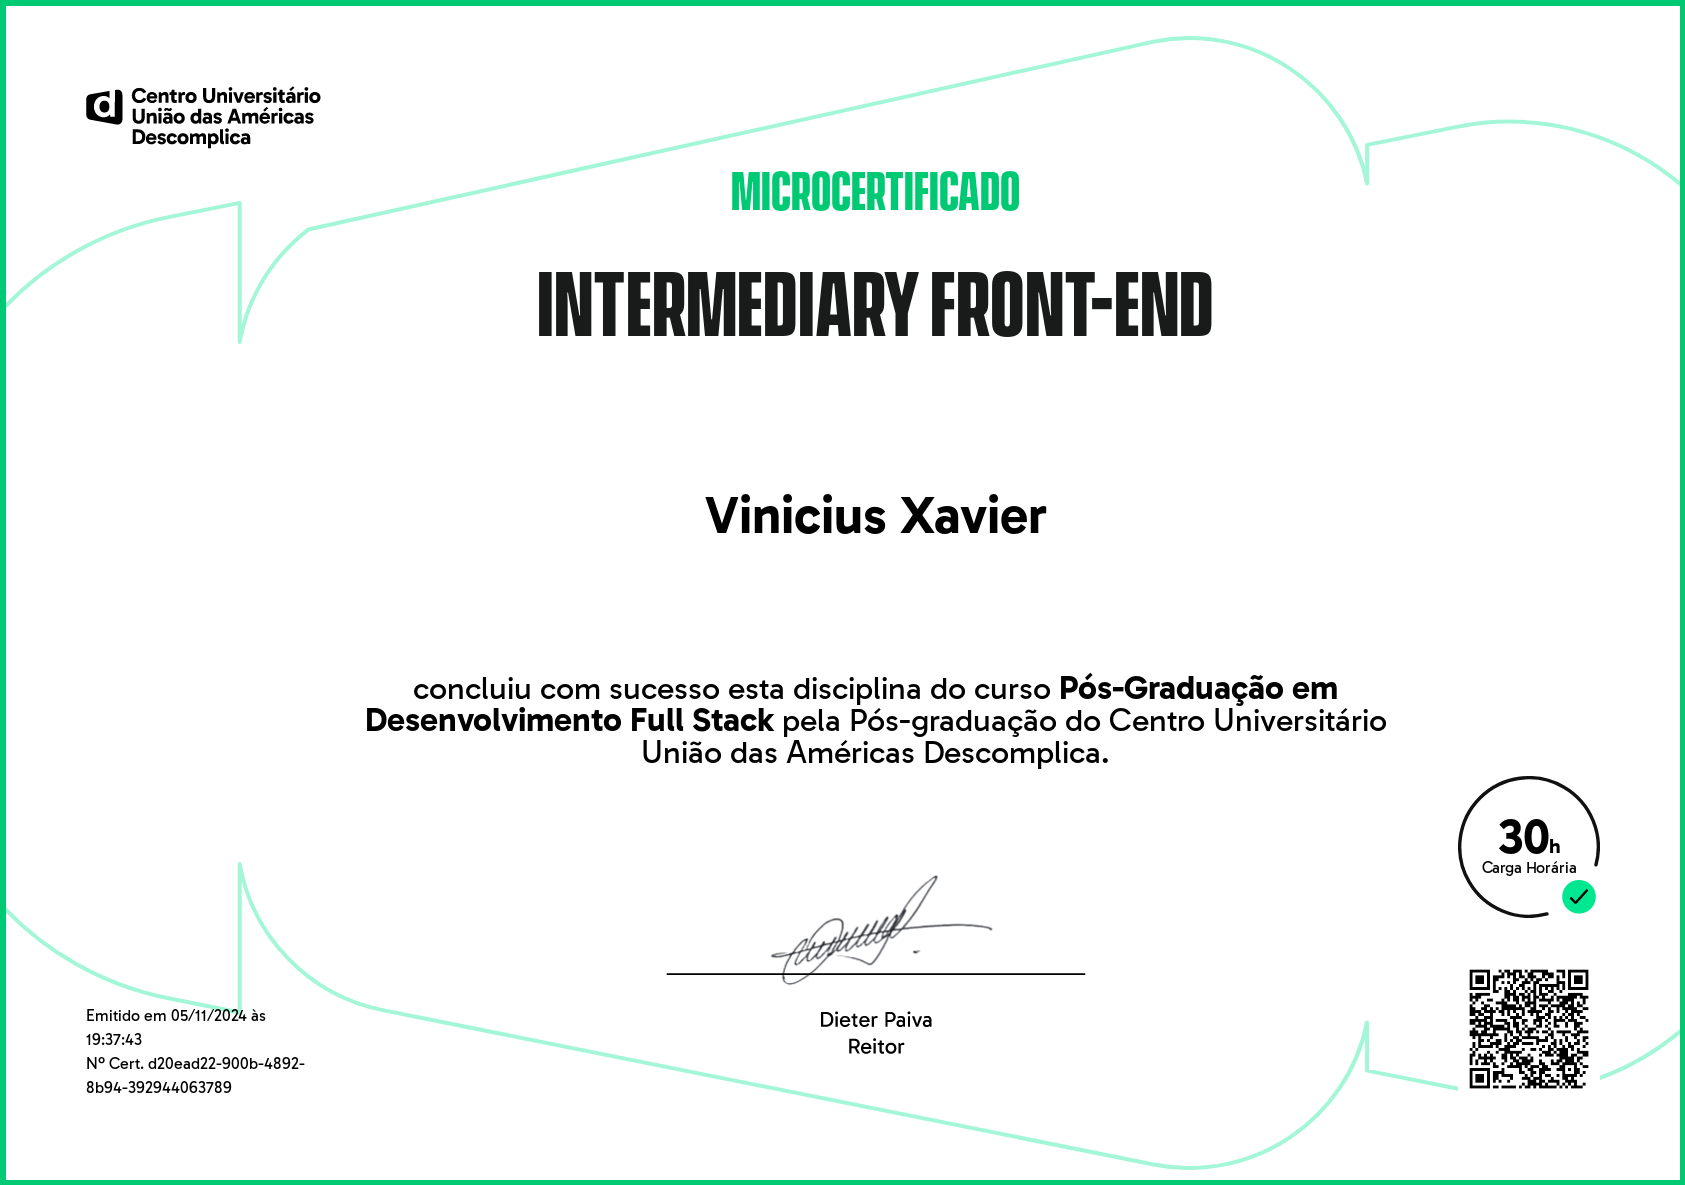 Centro Universitário
União das Américas
Descomplica
MICROCERTIFICADO
INTERMEDIARY FRONT-END
Vinicius Xavier
concluiu com sucesso esta disciplina do curso Pós-Graduação em
Desenvolvimento Full Stack pela Pós-graduação do Centro Universitário
União das Américas Descomplica.
30h
Carga Horária
Dieter Paiva
Reitor
Emitido em 05/11/2024 às
19:37:43
Nº Cert. d20ead22-900b-4892-
8b94-392944063789